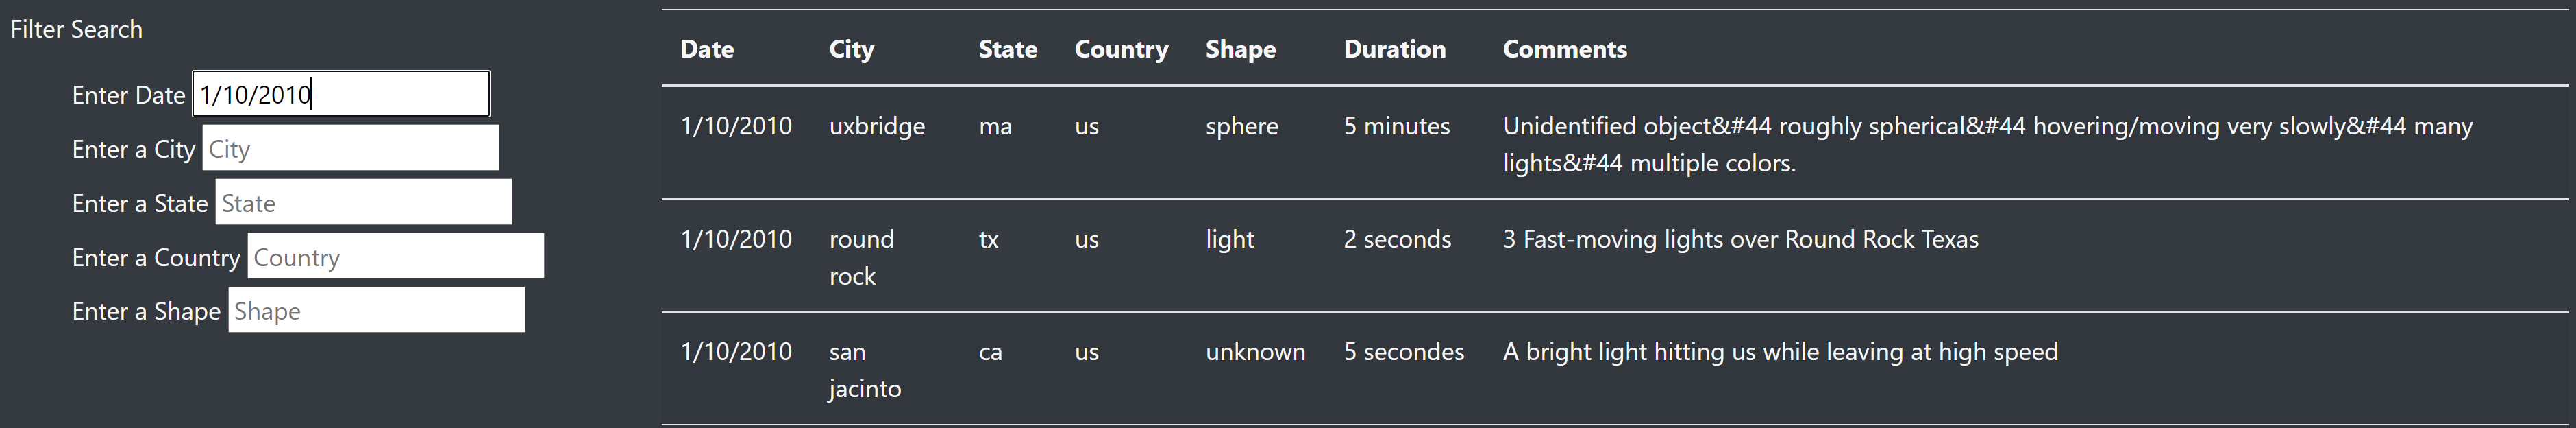 Filter Search
Enter Date 1/10/2010
Enter a City City
Enter a State State
Enter a Country Country
Enter a Shape Shape
Date City State Country Shape Duration Comments
1/10/2010 uxbridge ma us sphere 5 minutes Unidentified object&#44 roughly spherical&#44 hovering/moving very slowly&#44 many
lights&#44 multiple colors.
1/10/2010 round tx us light 2 seconds 3 Fast-moving lights over Round Rock Texas
rock
1/10/2010 san ca us unknown 5 secondes A bright light hitting us while leaving at high speed
jacinto